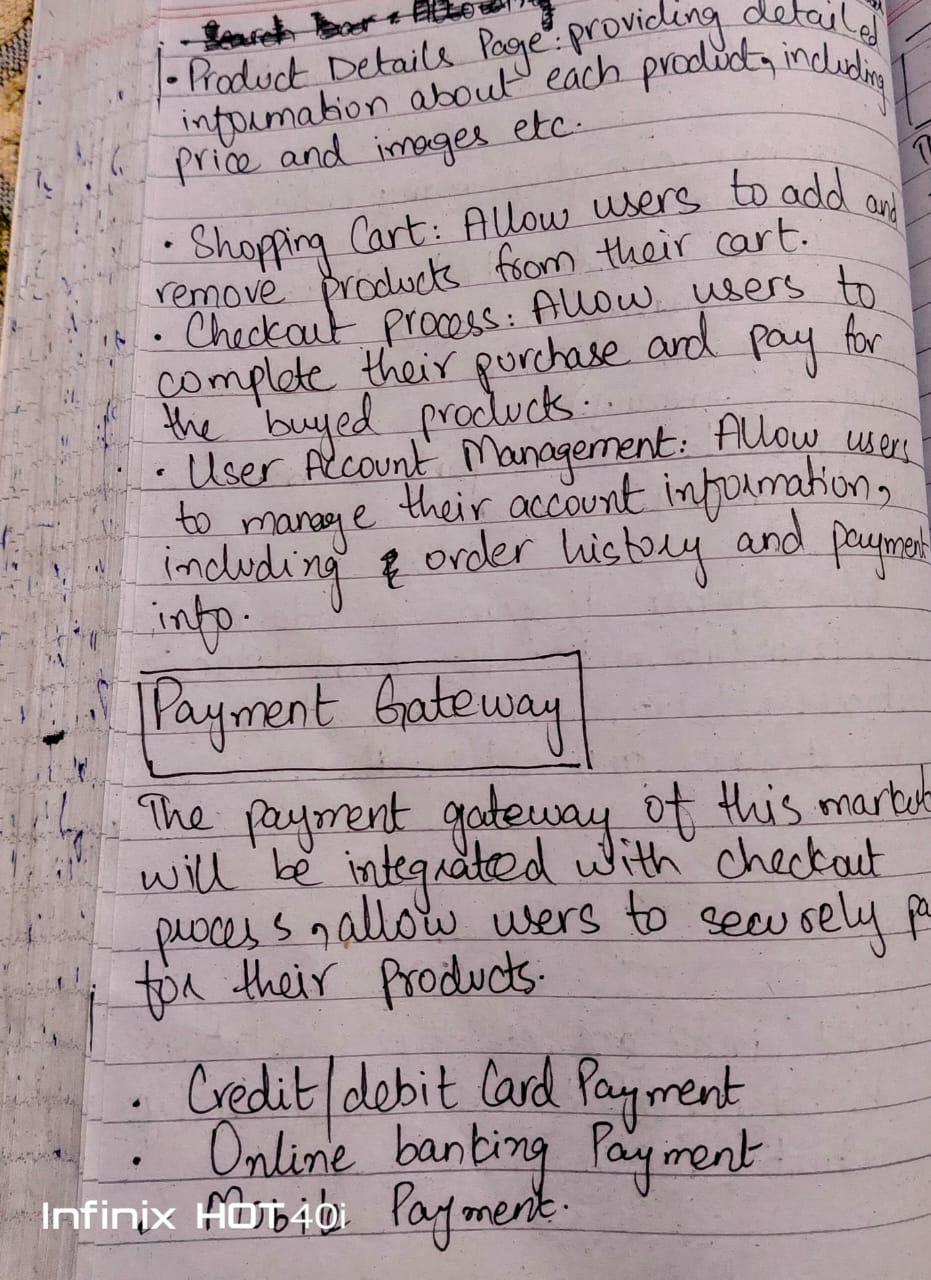 · Product Details Page: providing detailed
information about each product, including
price and images etc.
· Shopping Cart: Allow users to add and
remove products from their cart.
· Checkout process: Allow users to
complete their purchase and pay for
the buyed products..
· User Account Management: Allow users
to manage their account information,
including order history and payment
info.
Payment Gateway
The payment gateway of this market
will be integrated with checkout
process, allow users to securely pa
for their Products.
· Credit/debit Card Payment
· Online banking Payment
· Mobile Payment.
Infinix HOT 40i